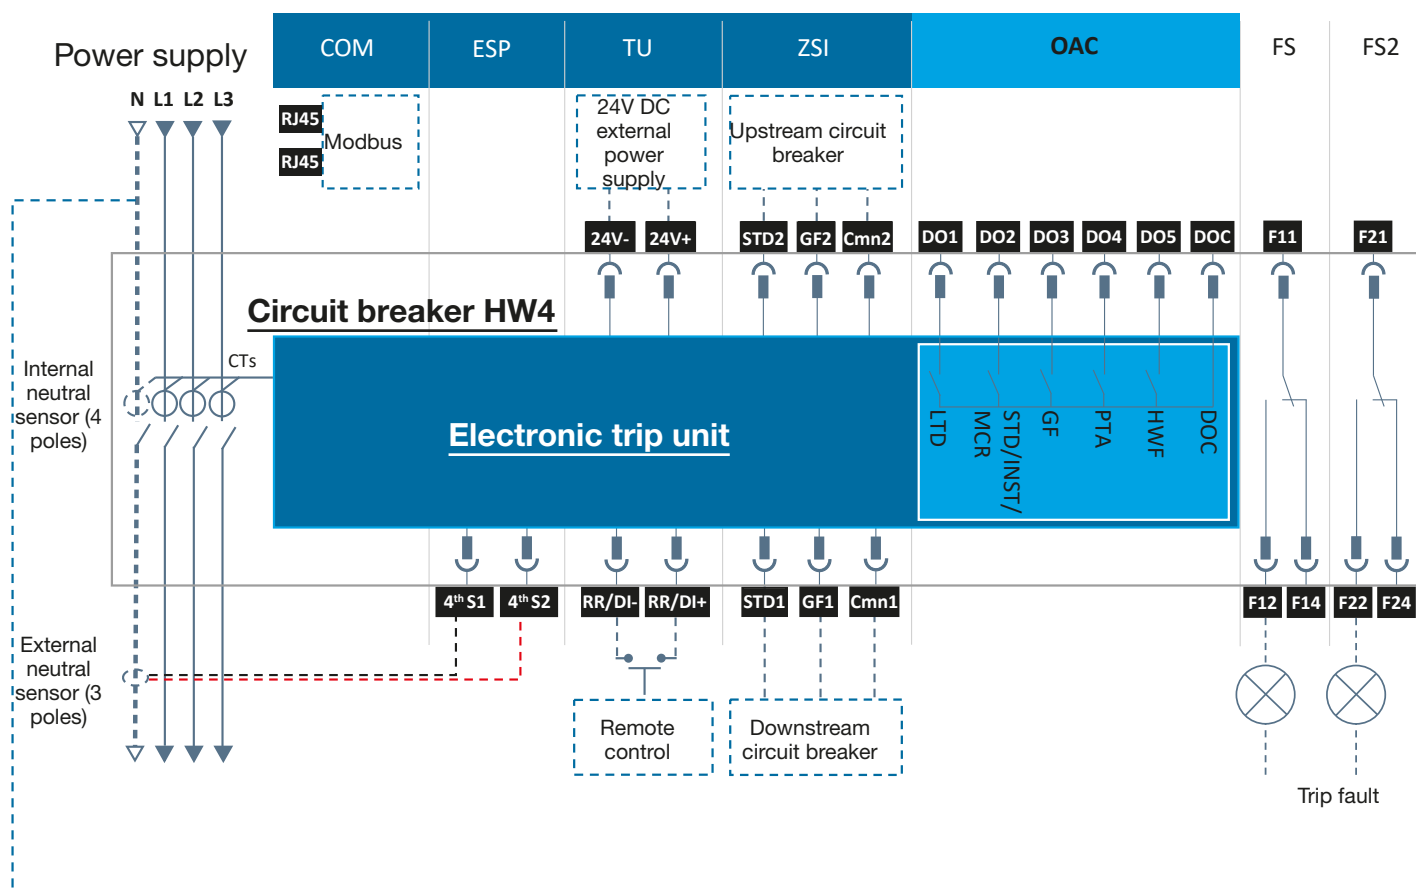 Power supply
COM
ESP
TU
ZSI
OAC
FS
FS2
N L1 L2 L3
RJ45
RJ45
Modbus
24V DC
external
power
supply
Upstream circuit
breaker
24V-
24V+
STD2
GF2
Cmn2
DO1
DO2
DO3
DO4
DO5
DOC
F11
F21
Circuit breaker HW4
CTs
Internal
neutral
sensor (4
poles)
Electronic trip unit
LTD
MCR
STD/INST/
GF
PTA
HWF
DOC
4th S1
4th S2
RR/DI-
RR/DI+
STD1
GF1
Cmn1
F12
F14
F22
F24
External
neutral
sensor (3
poles)
Remote
control
Downstream
circuit breaker
Trip fault